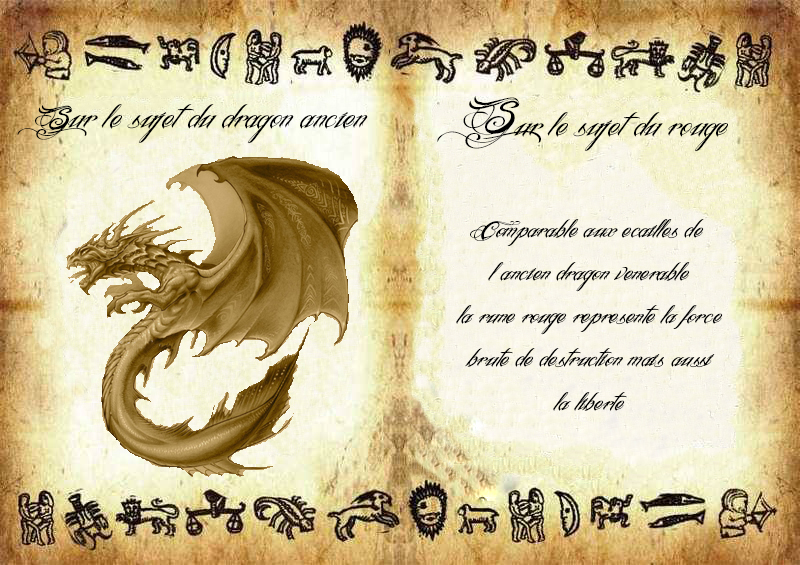 Sur le sujet du dragon ancien
Sur le sujet du rouge
Comparable aux ecailles de
l ancien dragon venerable
la rune rouge represente la force
brute de destruction mais aussi
la liberte